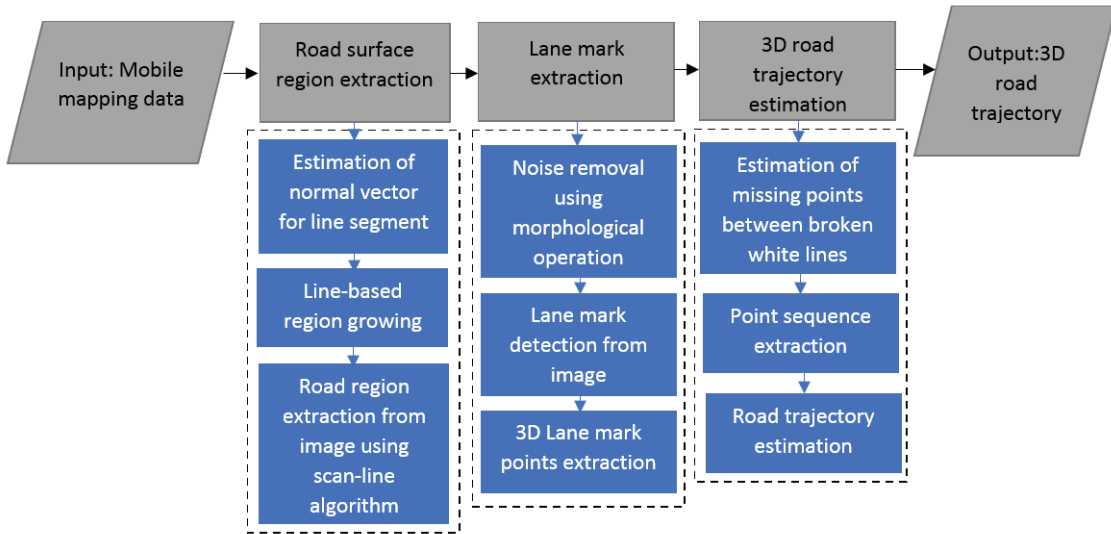 Input: Mobile
mapping data
Road surface
region extraction
Lane mark
extraction
3D road
trajectory
estimation
Output:3D
road
trajectory
Estimation of
normal vector
for line segment
Line-based
region growing
Road region
extraction from
image using
scan-line
algorithm
Noise removal
using
morphological
operation
Lane mark
detection from
image
3D Lane mark
points extraction
Estimation of
missing points
between broken
white lines
Point sequence
extraction
Road trajectory
estimation